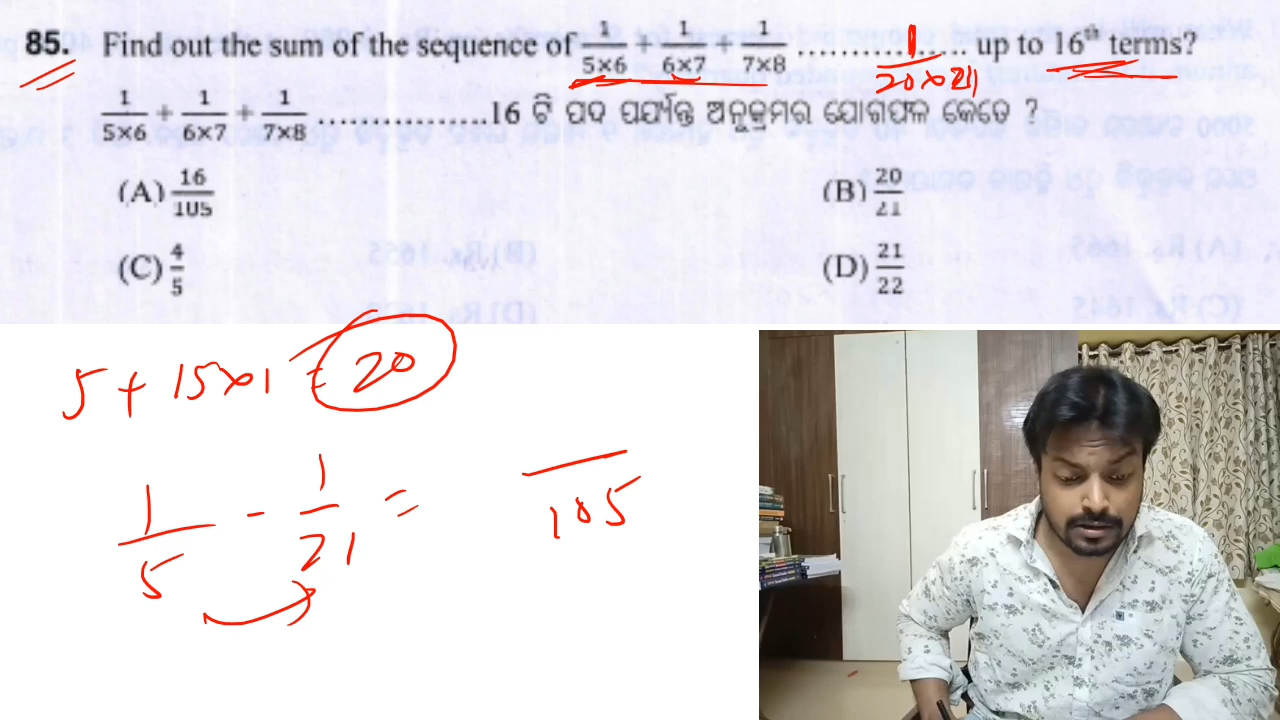 85. Find out the sum of the sequence of 1/(5×6) + 1/(6×7) + 1/(7×8) ............... up to 16th terms?
1/(20×21)
1/(5×6) + 1/(6×7) + 1/(7×8) .................16 ଟି ପଦ ପର୍ଯ୍ୟନ୍ତ ଅନୁକ୍ରମର ଯୋଗଫଳ କେତେ ?
(A) 16/105 (B) 20/21
(C) 4/5 (D) 21/22
5 + 15×1 = 20
1/5 - 1/21 = /105